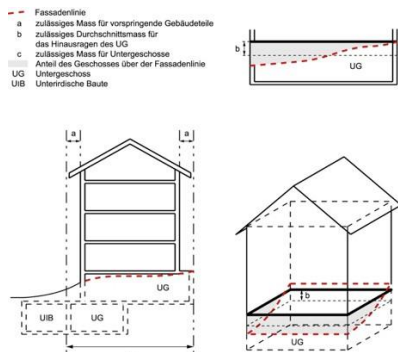 Fassadenlinie
a zulässiges Mass für vorspringende Gebäudeteile
b zulässiges Durchschnittsmass für
das Hinausragen des UG
c zulässiges Mass für Untergeschosse
Anteil des Geschosses über der Fassadenlinie
UG Untergeschoss
UIB Unterirdische Baute
b
UG
a
a
UG
UIB
UG
b
UG